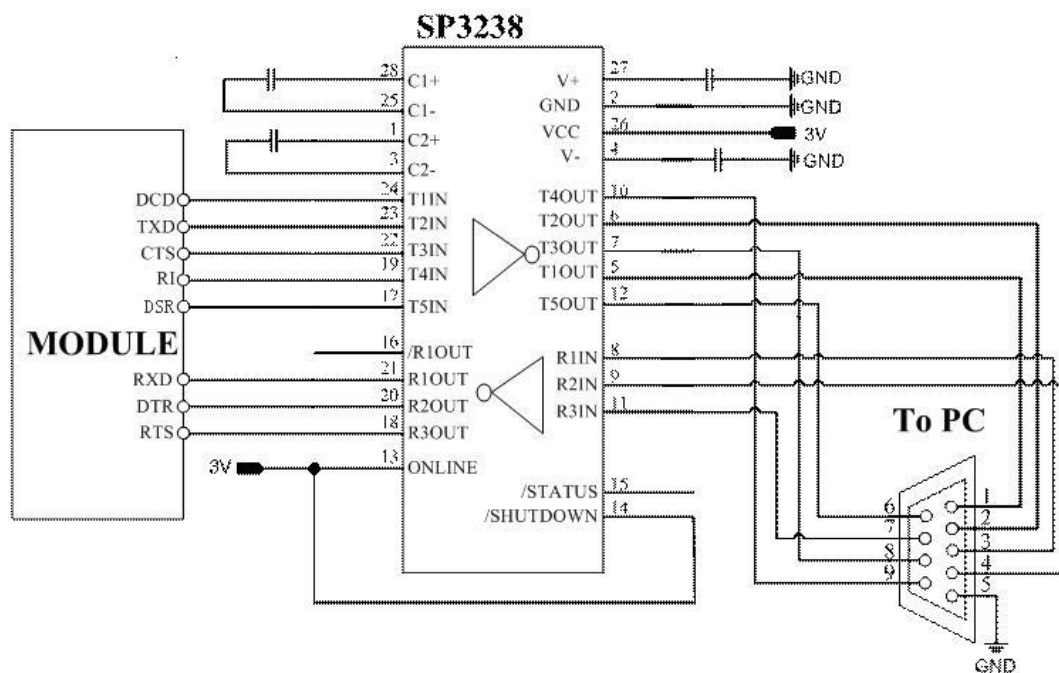 SP3238
28
C1+
25
C1-
1
C2+
3
C2-
24
T1IN
23
T2IN
22
T3IN
19
T4IN
17
T5IN
16
/R1OUT
21
R1OUT
20
R2OUT
18
R3OUT
13
ONLINE
3V
DCD
TXD
CTS
RI
DSR
MODULE
RXD
DTR
RTS
27
V+
GND
2
GND
GND
26
VCC
3V
4
V-
GND
10
T4OUT
6
T2OUT
7
T3OUT
5
T1OUT
12
T5OUT
8
R1IN
9
R2IN
11
R3IN
15
/STATUS
14
/SHUTDOWN
To PC
6
7
8
9
1
2
3
4
5
GND